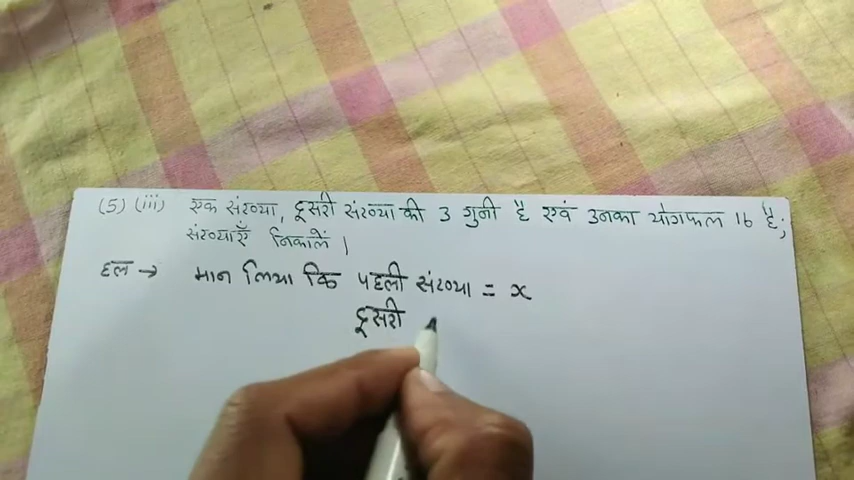 (5) (iii) एक संख्या, दूसरी संख्या की 3 गुनी है एवं उनका योगफल 16 है;
संख्याएँ निकालें।
हल → मान लिया कि पहली संख्या = x
दूसरी